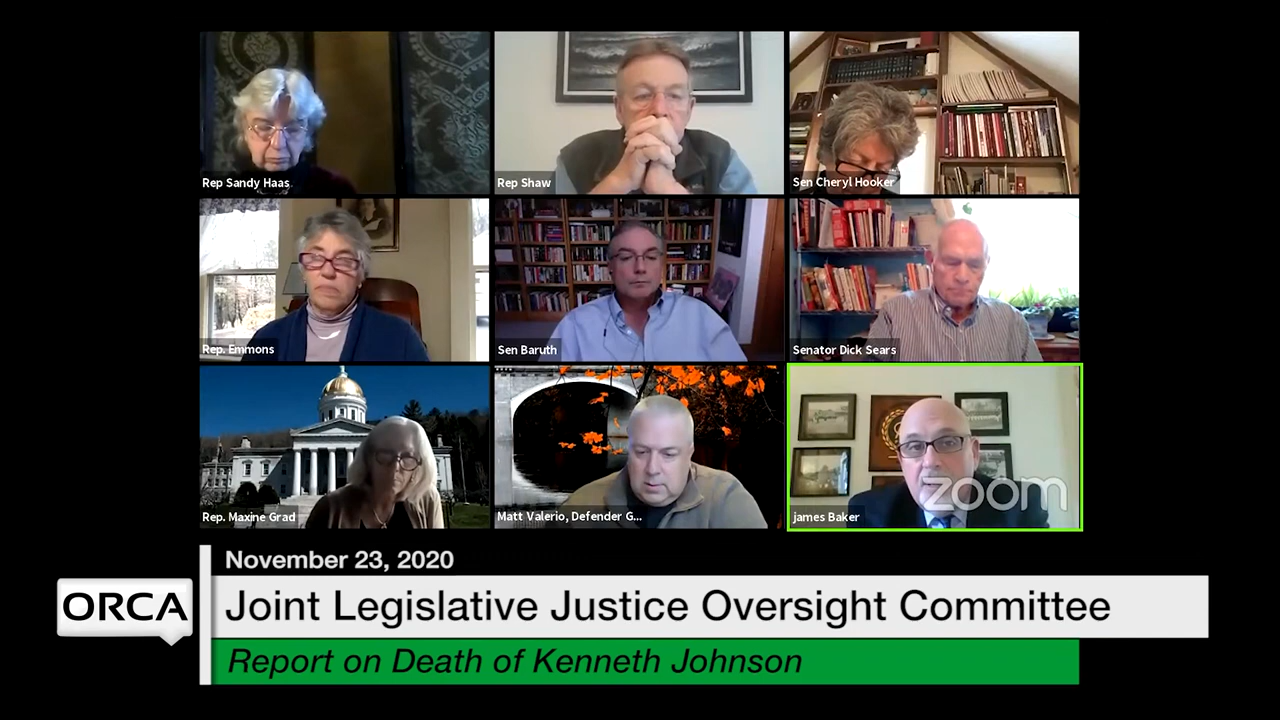 Rep Sandy Haas
Rep Shaw
Sen Cheryl Hooker
Rep. Emmons
Sen Baruth
Senator Dick Sears
Rep. Maxine Grad
Matt Valerio, Defender G...
james Baker
zoom
November 23, 2020
ORCA
Joint Legislative Justice Oversight Committee
Report on Death of Kenneth Johnson